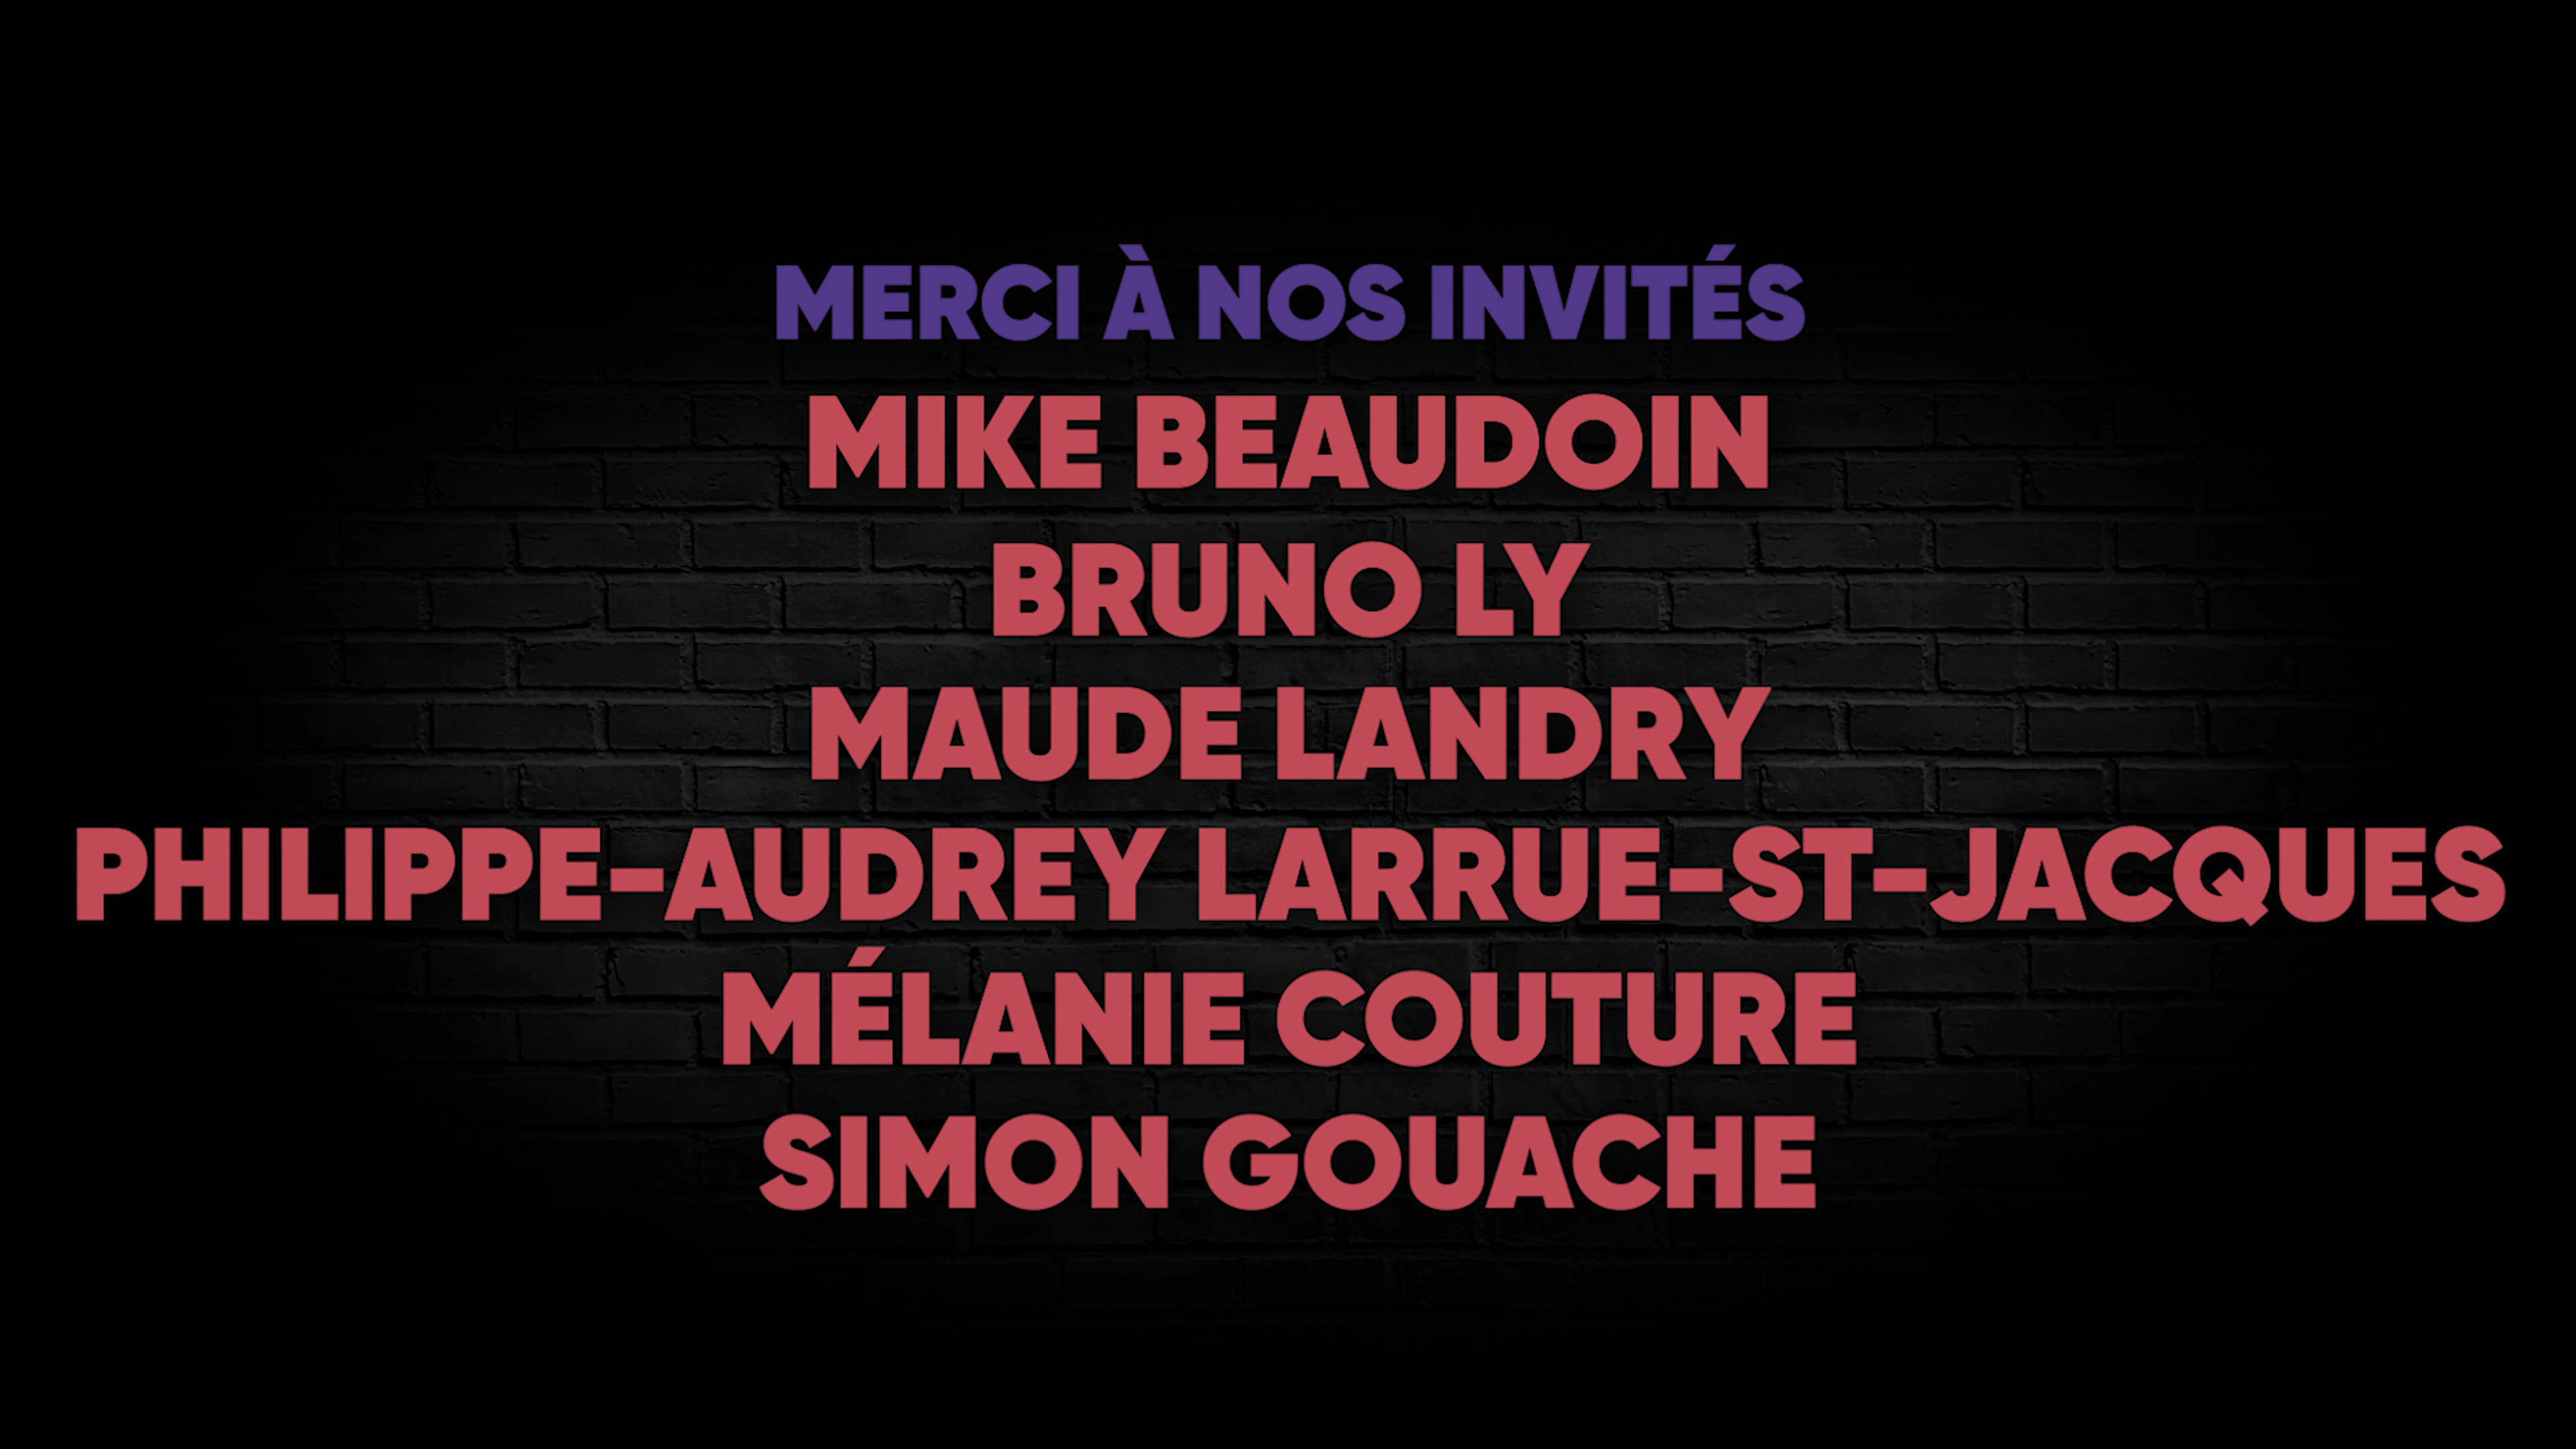 MERCI À NOS INVITÉS
MIKE BEAUDOIN
BRUNO LY
MAUDE LANDRY
PHILIPPE-AUDREY LARRUE-ST-JACQUES
MÉLANIE COUTURE
SIMON GOUACHE